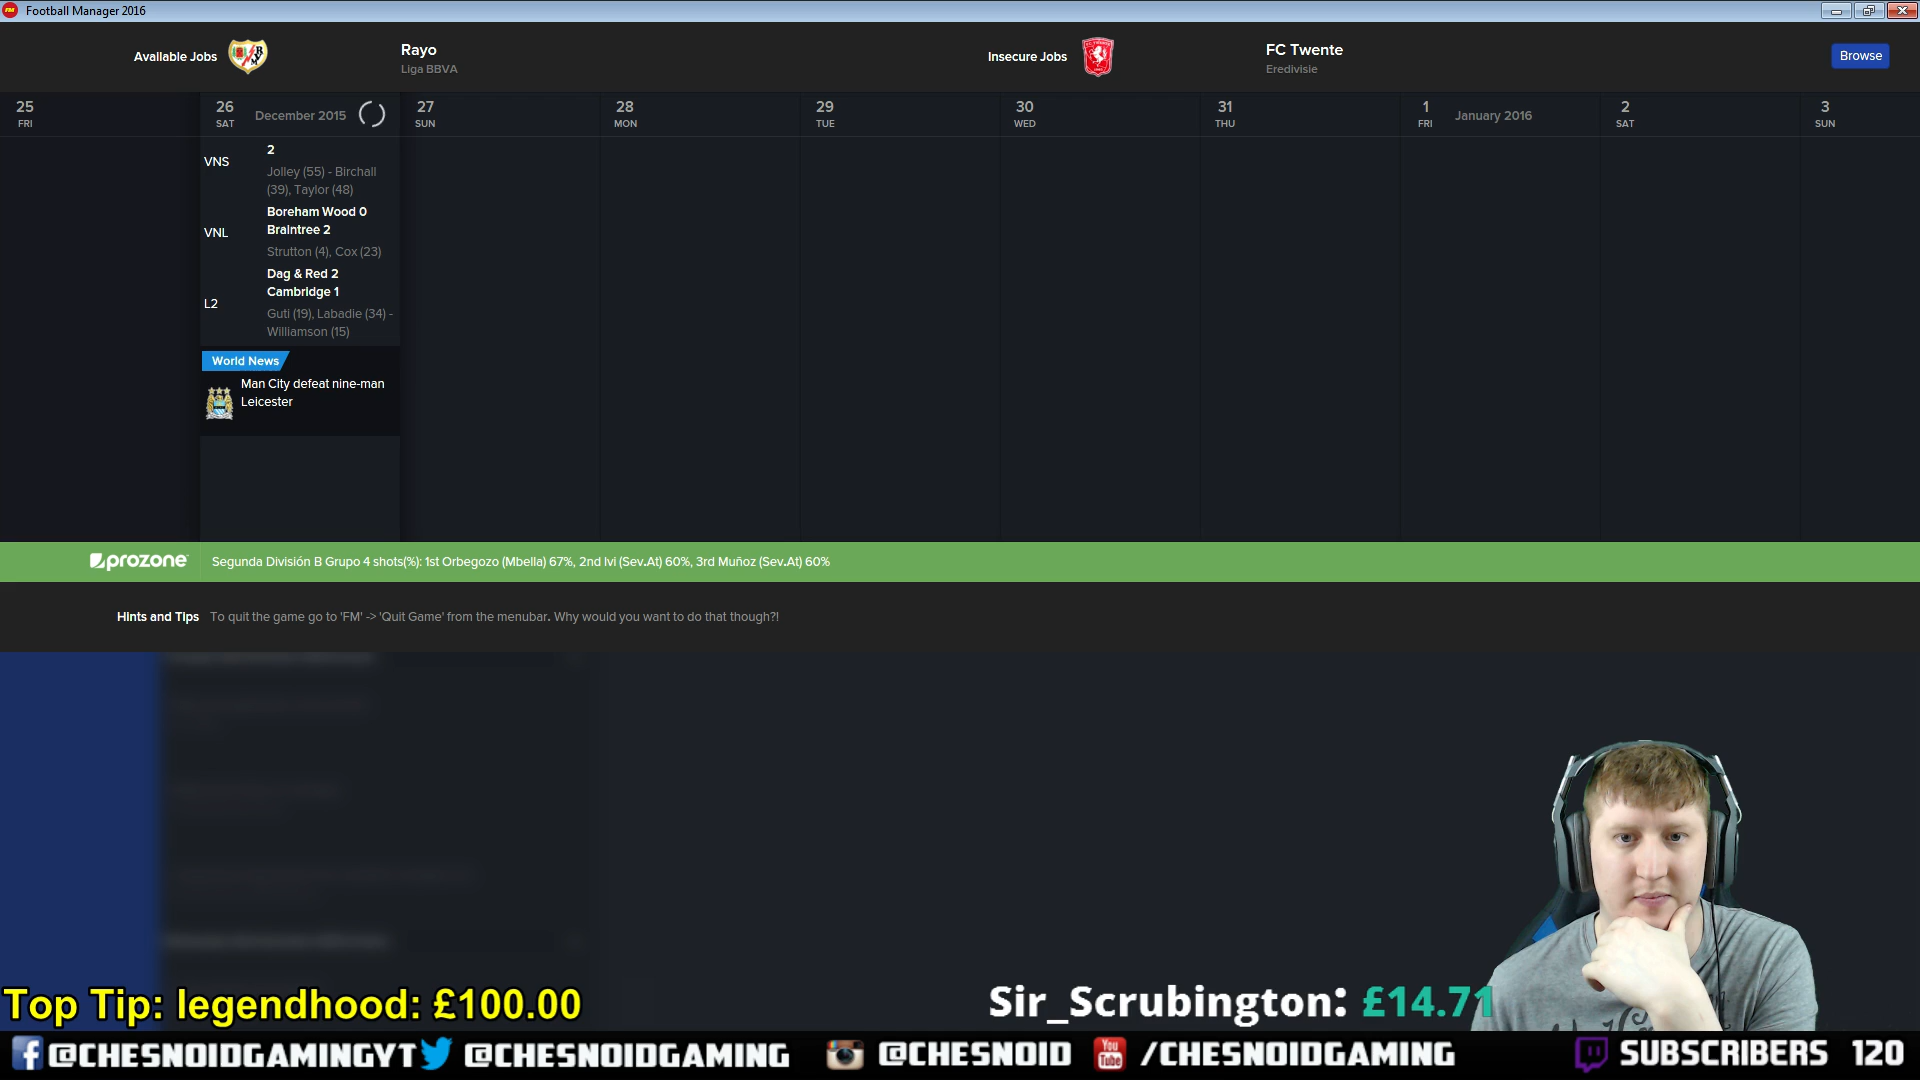 Football Manager 2016
Available Jobs
Rayo
Liga BBVA
Insecure Jobs
FC Twente
Eredivisie
Browse
25 FRI
26 SAT December 2015
27 SUN
28 MON
29 TUE
30 WED
31 THU
1 FRI January 2016
2 SAT
3 SUN
VNS
2
Jolley (55) - Birchall
(39), Taylor (48)
VNL
Boreham Wood 0
Braintree 2
Strutton (4), Cox (23)
L2
Dag & Red 2
Cambridge 1
Guti (19), Labadie (34) -
Williamson (15)
World News
Man City defeat nine-man
Leicester
prozone
Segunda División B Grupo 4 shots(%): 1st Orbegozo (Mbella) 67%, 2nd Ivi (Sev.At) 60%, 3rd Muñoz (Sev.At) 60%
Hints and Tips To quit the game go to 'FM' -> 'Quit Game' from the menubar. Why would you want to do that though?!
Top Tip: legendhood: £100.00
Sir_Scrubington: £14.71
@CHESNOIDGAMINGYT
@CHESNOIDGAMING
@CHESNOID
You Tube
/CHESNOIDGAMING
SUBSCRIBERS 120